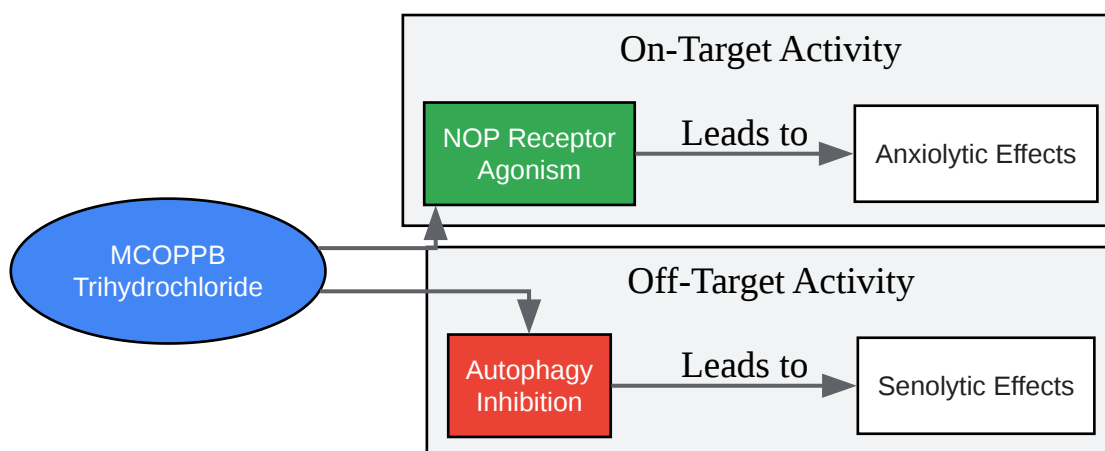 On-Target Activity
NOP Receptor
Agonism
Leads to
Anxiolytic Effects
MCOPPB
Trihydrochloride
Off-Target Activity
Autophagy
Inhibition
Leads to
Senolytic Effects